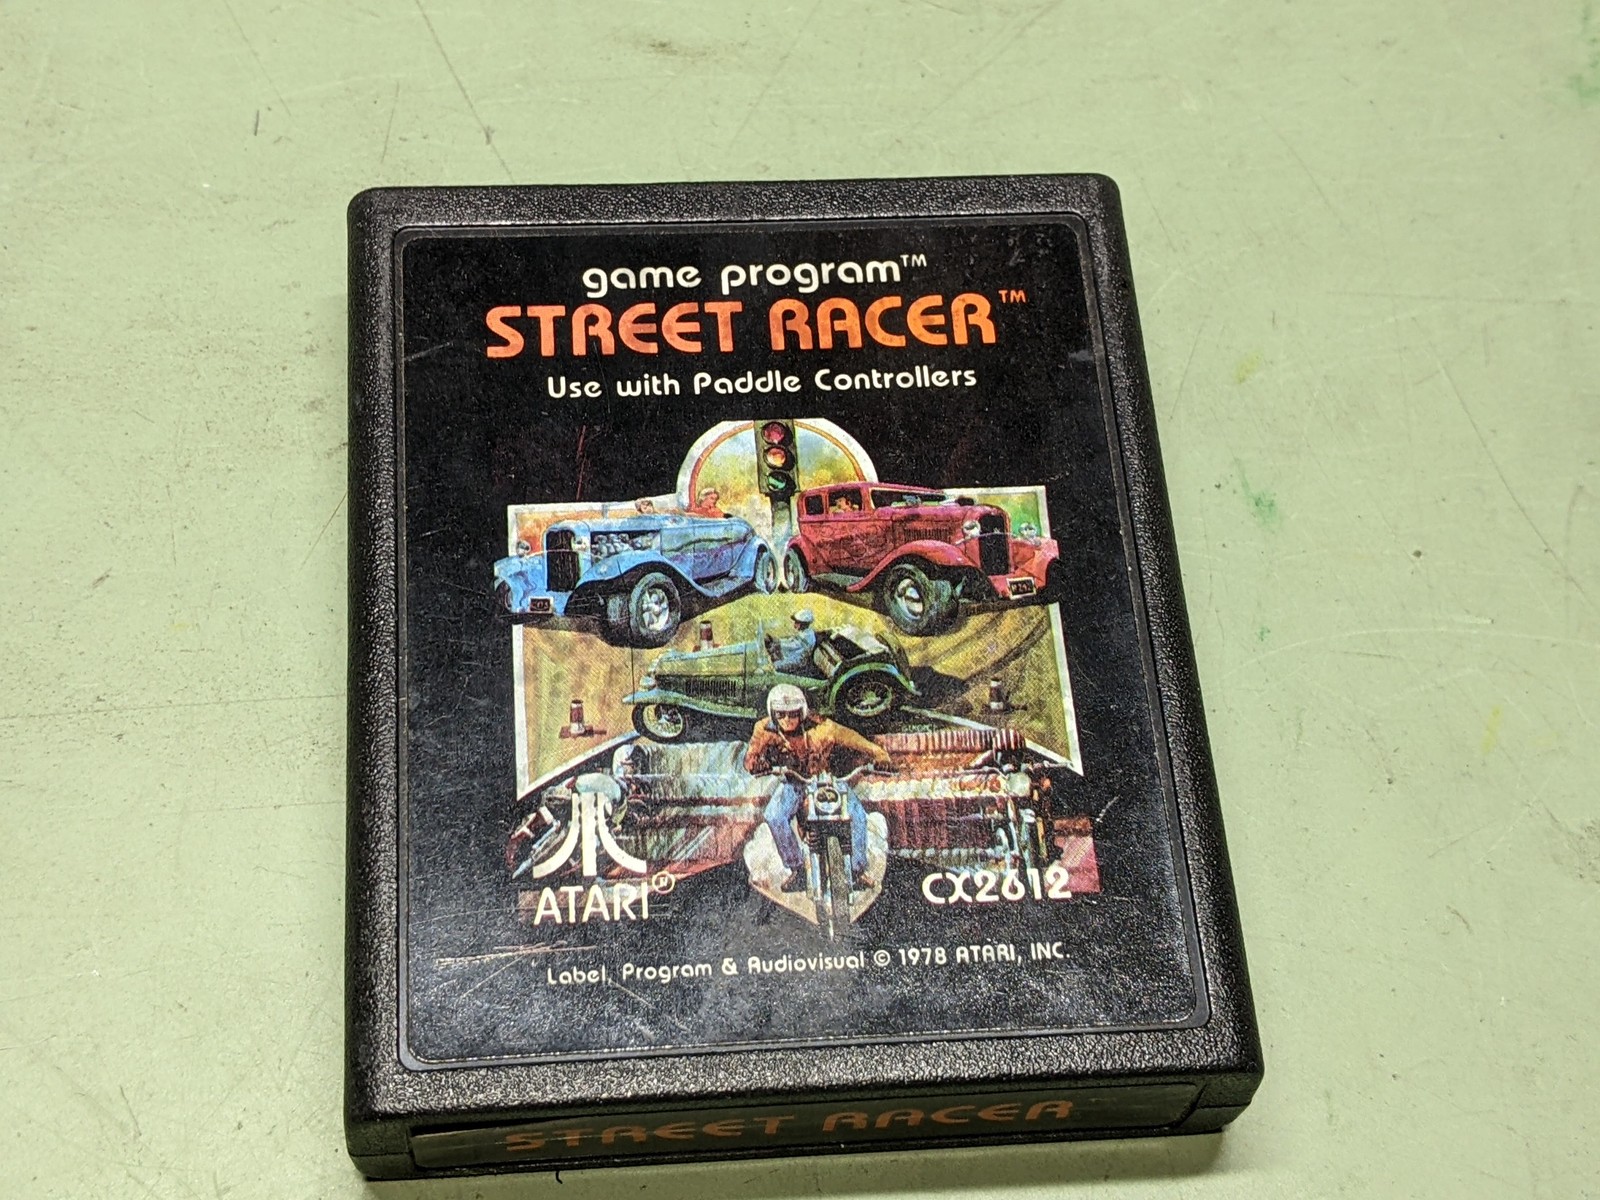 game program™
STREET RACER™
Use with Paddle Controllers
ATARI®
CX2612
Label, Program & Audiovisual © 1978 ATARI, INC.
STREET RACER